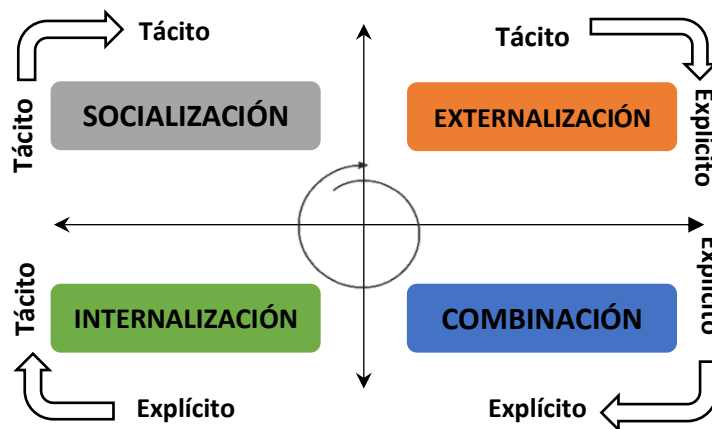 Tácito
Tácito
SOCIALIZACIÓN
Tácito
Explícito
EXTERNALIZACIÓN
Tácito
INTERNALIZACIÓN
Explícito
Explícito
COMBINACIÓN
Explícito